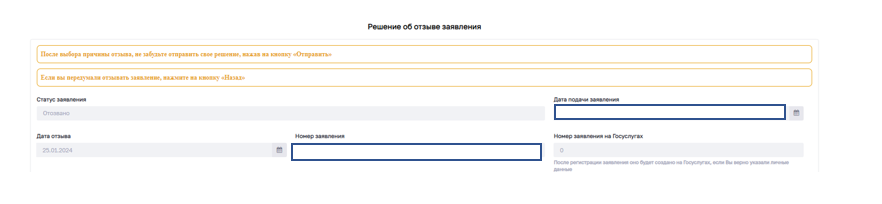 Решение об отзыве заявления
После выбора причины отзыва, не забудьте отправить свое решение, нажав на кнопку «Отправить»
Если вы передумали отзывать заявление, нажмите на кнопку «Назад»
Статус заявления
Дата подачи заявления
Отозвано
Дата отзыва
Номер заявления
Номер заявления на Госуслугах
25.01.2024
0
После регистрации заявления оно будет создано на Госуслугах, если Вы верно указали личные
данные